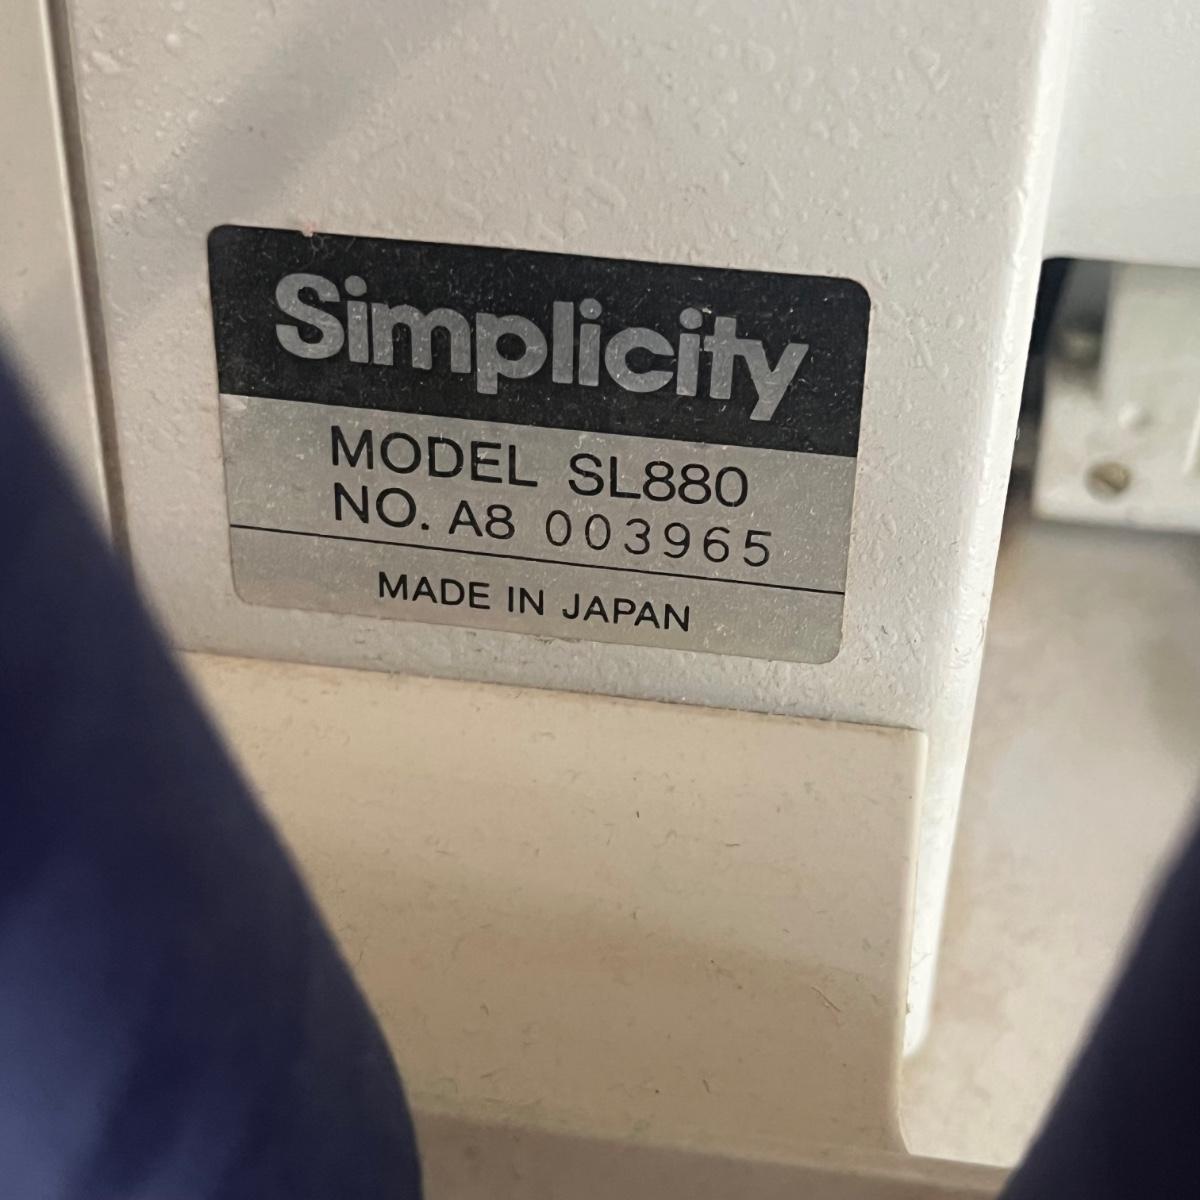 Simplicity
MODEL SL880
NO. A8 003965
MADE IN JAPAN